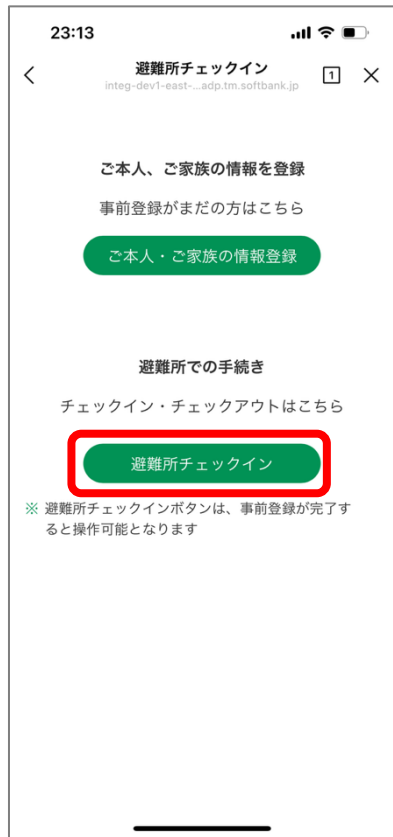 23:13
避難所チェックイン
integ-dev1-east-...adp.tm.softbank.jp
1
ご本人、ご家族の情報を登録
事前登録がまだの方はこちら
ご本人・ご家族の情報登録
避難所での手続き
チェックイン・チェックアウトはこちら
避難所チェックイン
※ 避難所チェックインボタンは、事前登録が完了す
ると操作可能となります